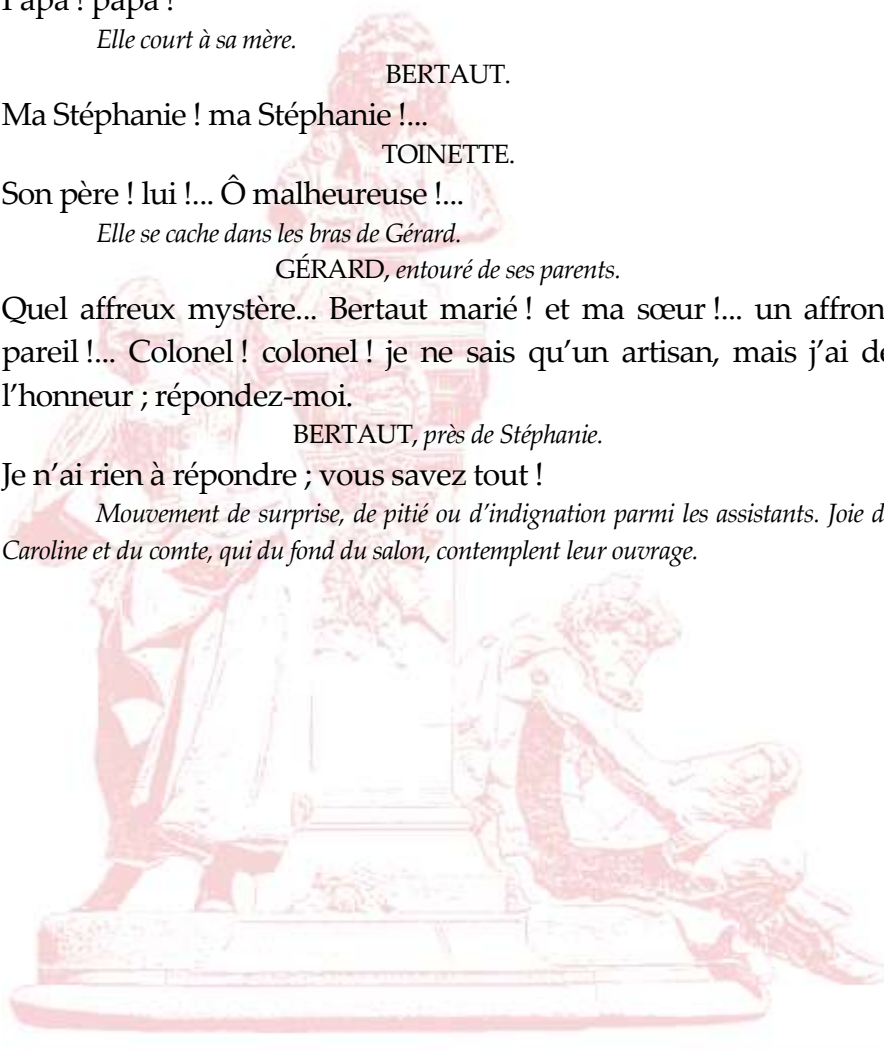 Papa ! papa !
Elle court à sa mère.
BERTAUT.
Ma Stéphanie ! ma Stéphanie !...
TOINETTE.
Son père ! lui !... Ô malheureuse !...
Elle se cache dans les bras de Gérard.
GÉRARD, entouré de ses parents.
Quel affreux mystère... Bertaut marié ! et ma sœur !... un affron
pareil !... Colonel ! colonel ! je ne sais qu’un artisan, mais j’ai de
l’honneur ; répondez-moi.
BERTAUT, près de Stéphanie.
Je n’ai rien à répondre ; vous savez tout !
Mouvement de surprise, de pitié ou d’indignation parmi les assistants. Joie d
Caroline et du comte, qui du fond du salon, contemplent leur ouvrage.